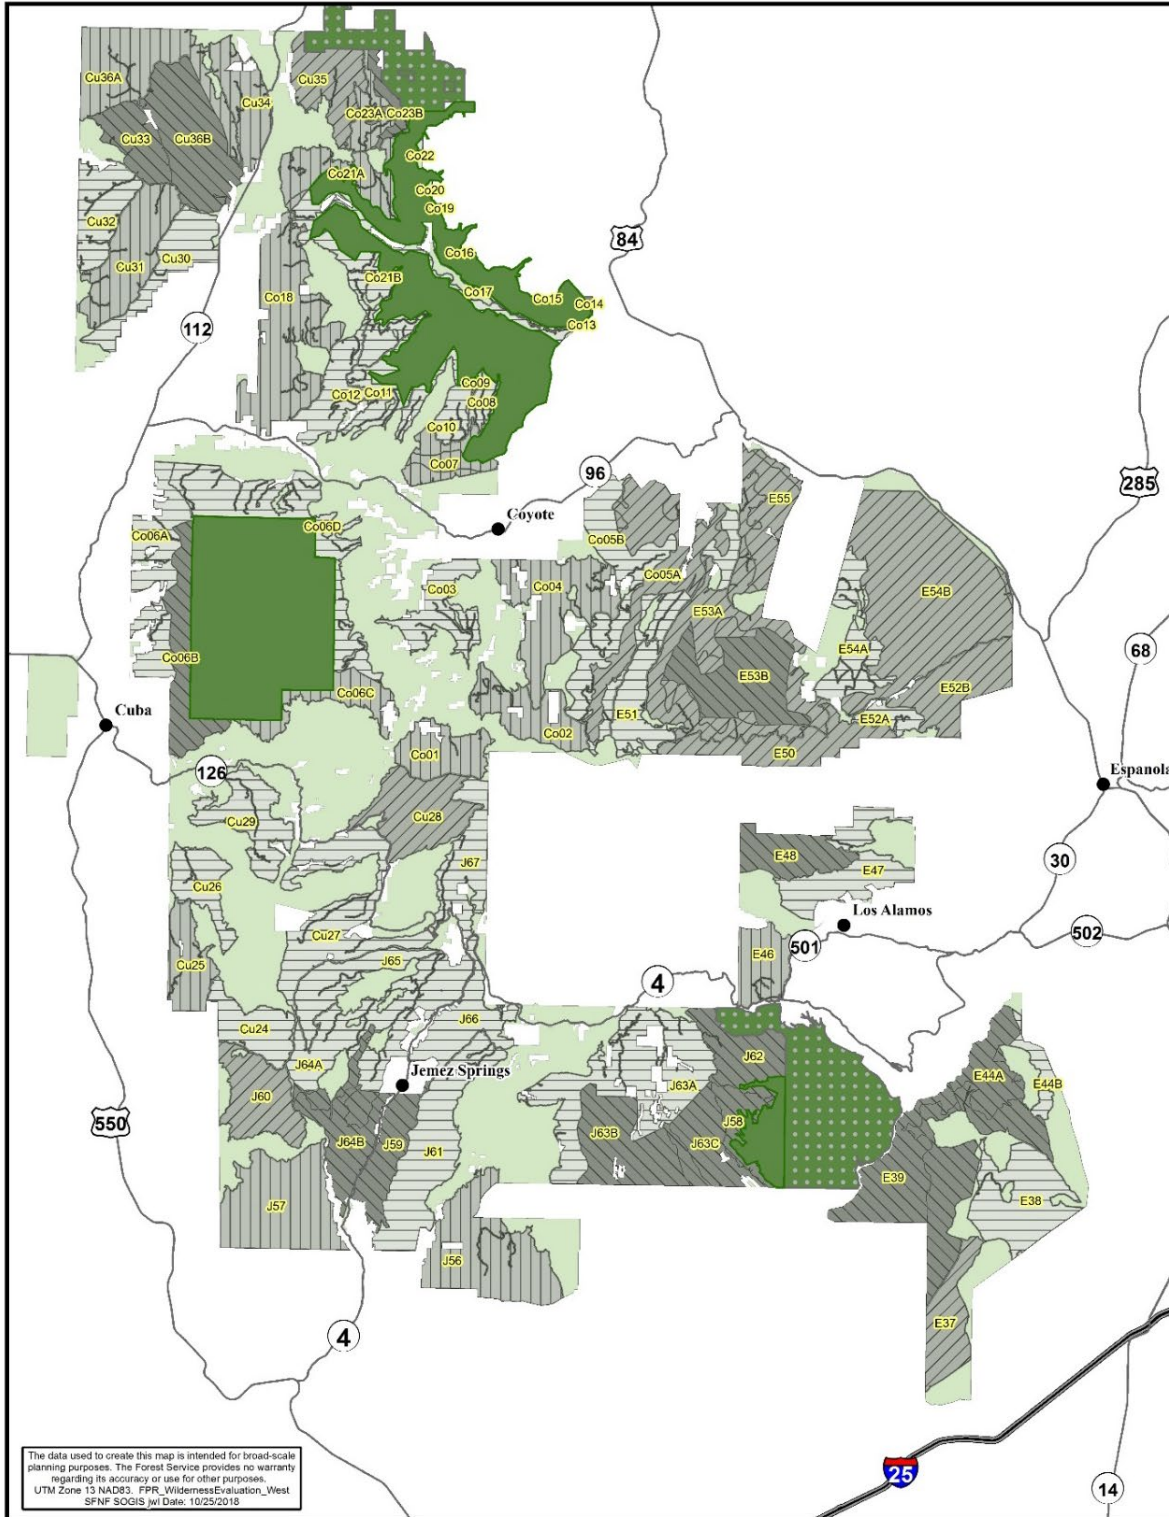 Cu36A
Cu35
Cu34
Co23A
Co23B
Cu33
Cu36B
Co22
Co21A
Co20
Co19
Cu32
84
Co16
Cu30
Cu31
Co21B
Co17
Co18
Co15
Co14
112
Co13
Co09
Co12
Co11
Co08
Co10
Co07
96
285
E55
Coyote
Co06D
Co06A
Co05B
Co05A
Co03
Co04
E54B
E53A
68
E54A
Co06B
E53B
Co06C
E52B
Cuba
E51
E52A
Co02
Co01
E50
126
Espanola
Cu28
Cu29
E48
30
J67
E47
Cu26
Los Alamos
Cu27
501
502
E46
J65
Cu25
4
J66
Cu24
J62
J64A
Jemez Springs
E44A
E44B
J63A
J60
550
J58
J63B
J63C
J64B
J59
J61
E39
E38
J57
J56
E37
4
The data used to create this map is intended for broad-scale
planning purposes. The Forest Service provides no warranty
regarding its accuracy or use for other purposes.
UTM Zone 13 NAD83. FPR_WildernessEvaluation_West
SFNF SOGIS jwl Date: 10/25/2018
25
14